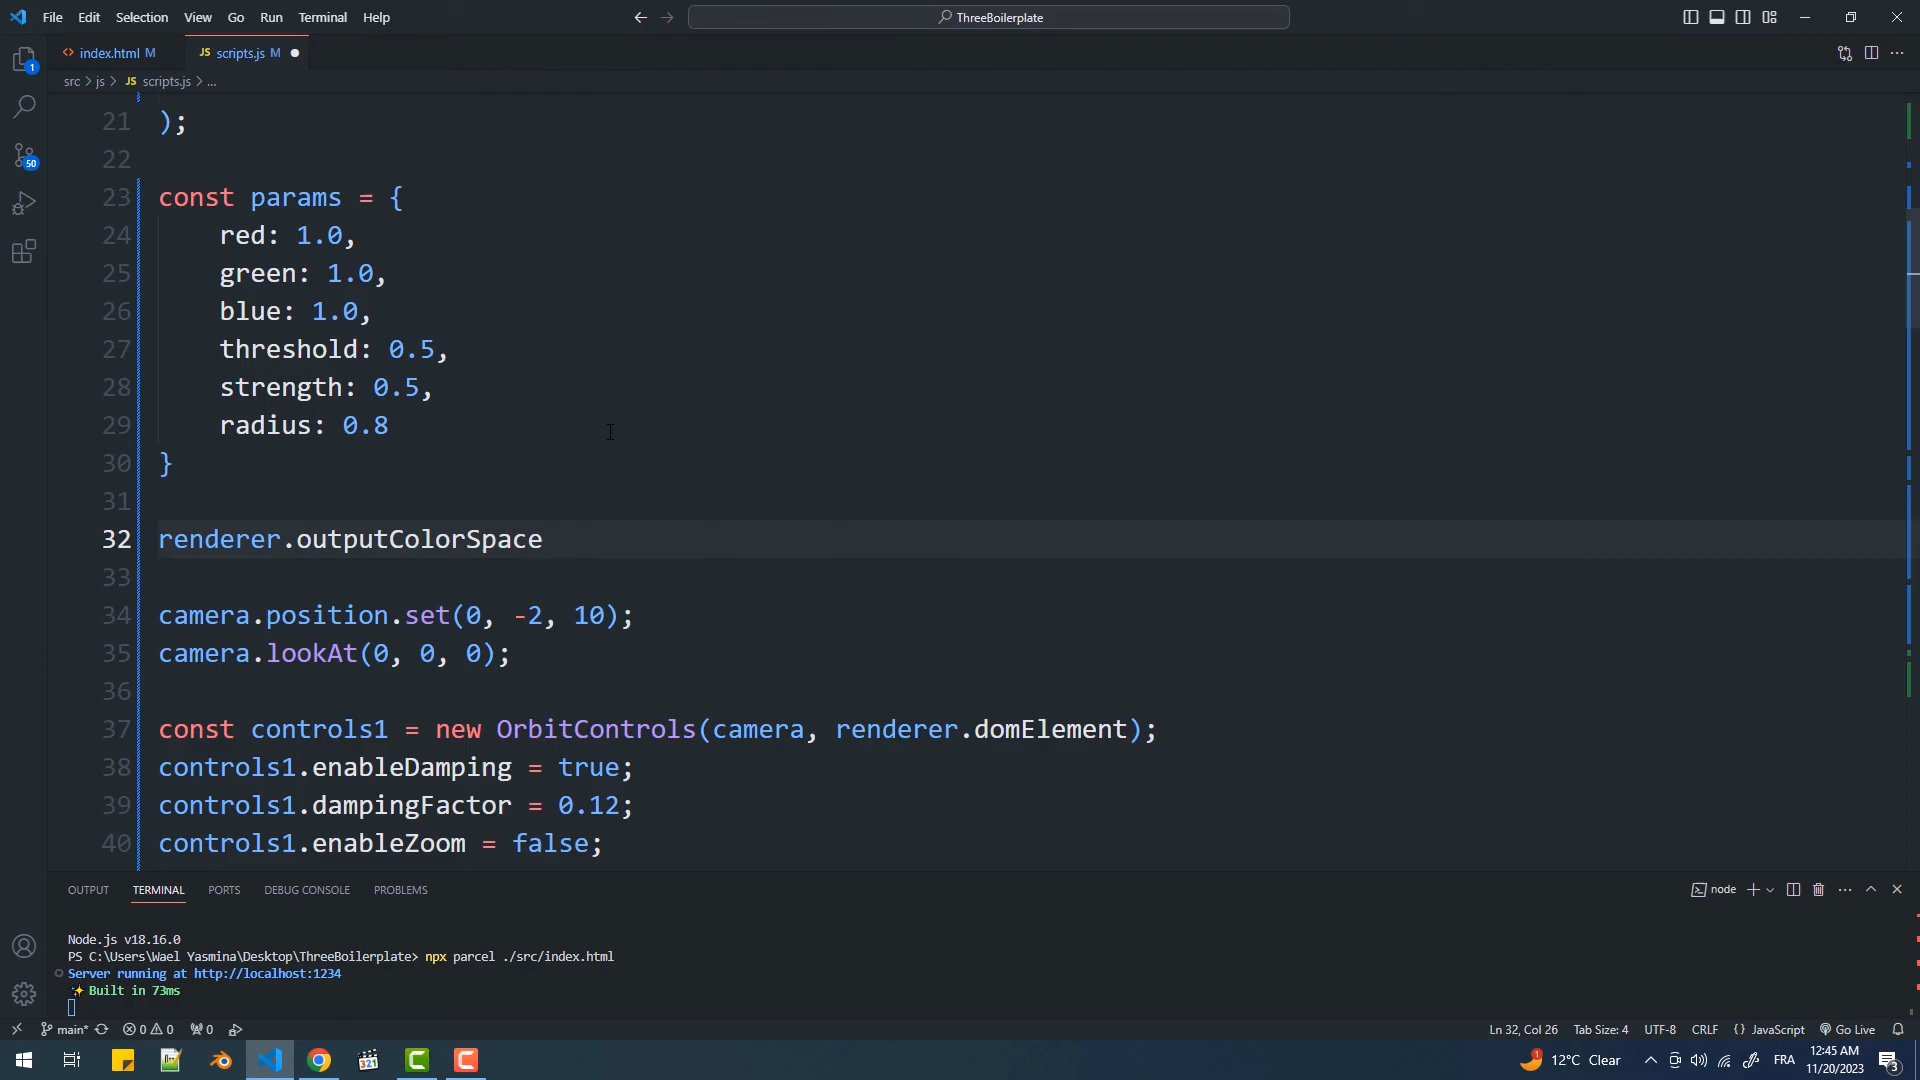 File Edit Selection View Go Run Terminal Help
ThreeBoilerplate
index.html M
JS scripts.js M
src > js > JS scripts.js > ...
21 );
22
23 const params = {
24 red: 1.0,
25 green: 1.0,
26 blue: 1.0,
27 threshold: 0.5,
28 strength: 0.5,
29 radius: 0.8
30 }
31
32 renderer.outputColorSpace
33
34 camera.position.set(0, -2, 10);
35 camera.lookAt(0, 0, 0);
36
37 const controls1 = new OrbitControls(camera, renderer.domElement);
38 controls1.enableDamping = true;
39 controls1.dampingFactor = 0.12;
40 controls1.enableZoom = false;
1
50
OUTPUT TERMINAL PORTS DEBUG CONSOLE PROBLEMS
node
Node.js v18.16.0
PS C:\Users\Wael Yasmina\Desktop\ThreeBoilerplate> npx parcel ./src/index.html
Server running at http://localhost:1234
Built in 73ms
main* 0 0 0
Ln 32, Col 26 Tab Size: 4 UTF-8 CRLF {} JavaScript Go Live
321
1
12°C Clear
FRA
12:45 AM
11/20/2023
3